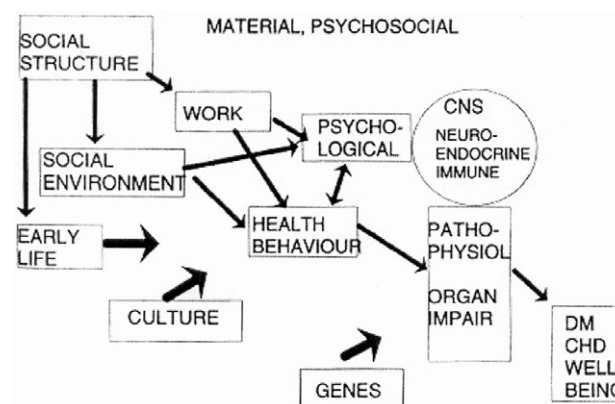 MATERIAL, PSYCHOSOCIAL
SOCIAL
STRUCTURE
WORK
PSYCHO-
LOGICAL
CNS
NEURO-
ENDOCRINE
IMMUNE
SOCIAL
ENVIRONMENT
HEALTH
BEHAVIOUR
EARLY
LIFE
PATHO-
PHYSIOL
ORGAN
IMPAIR
CULTURE
GENES
DM
CHD
WELL
BEING